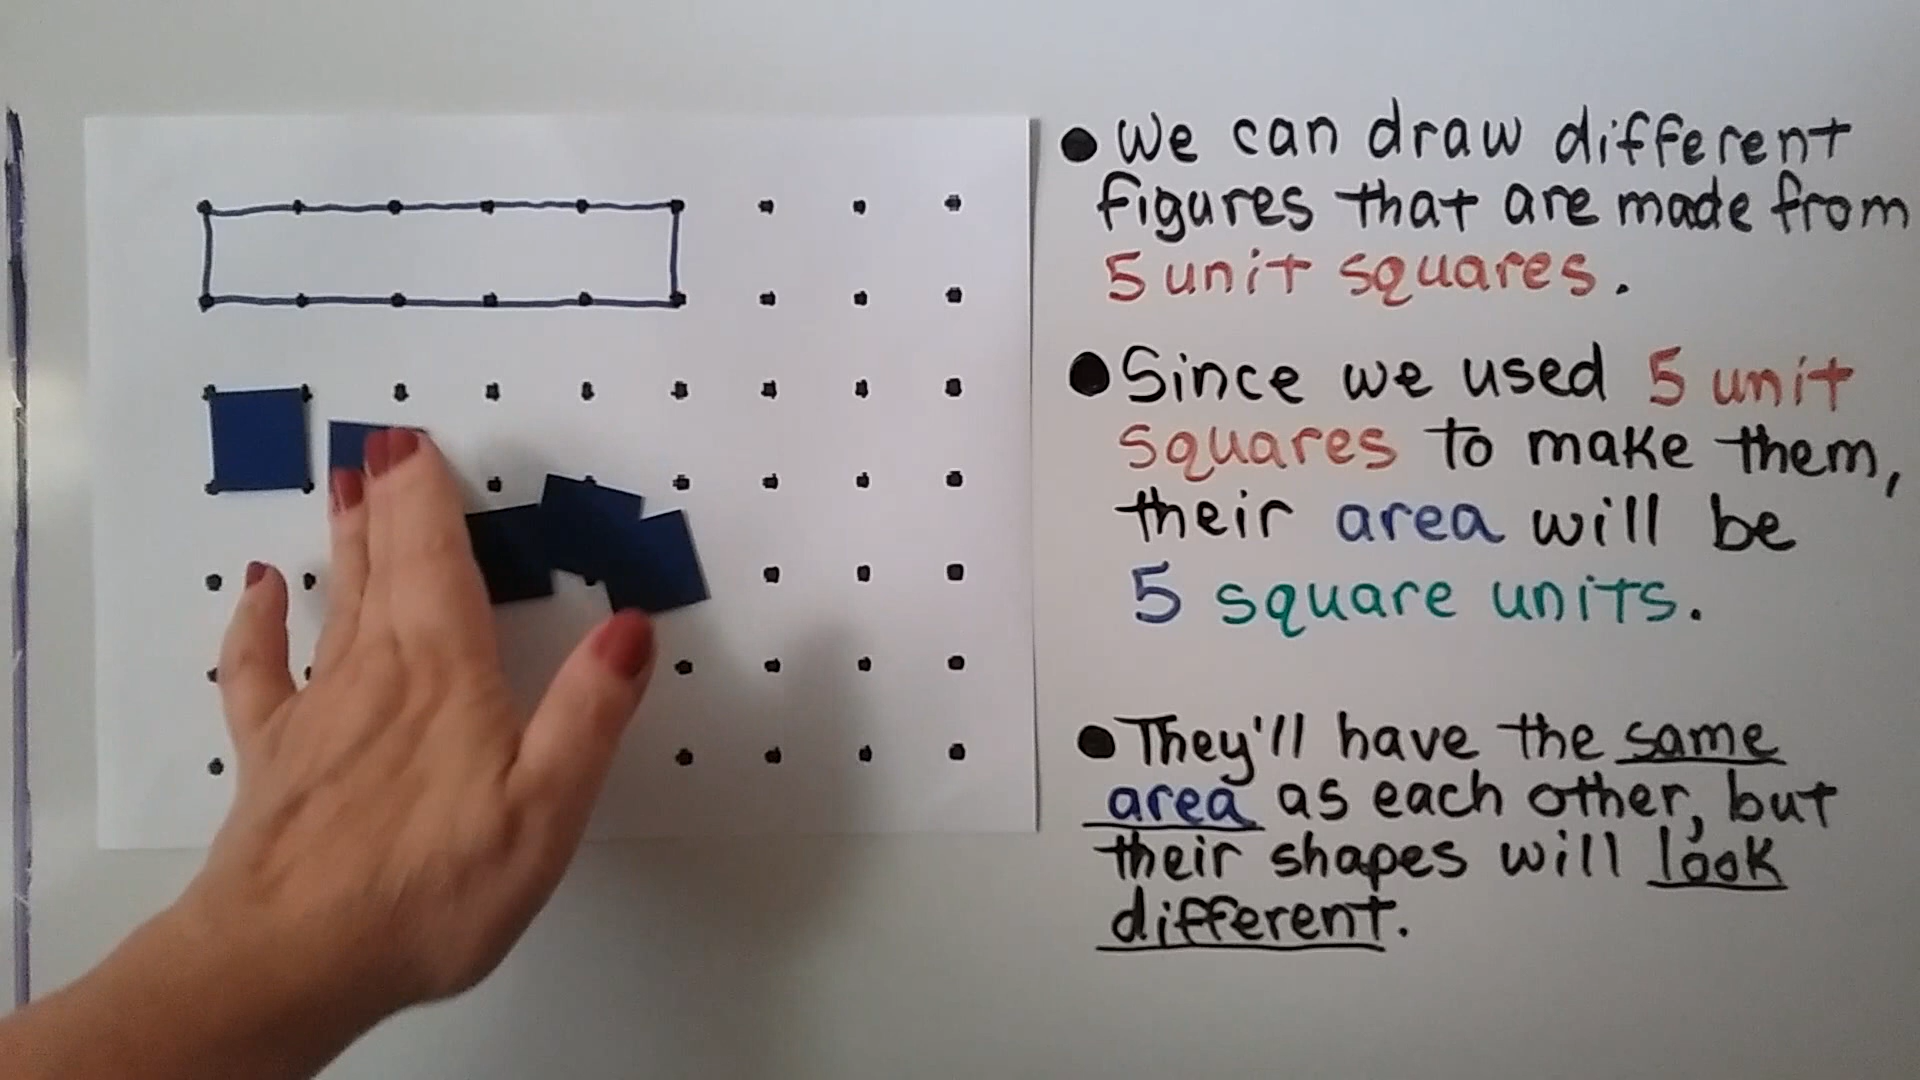 ● We can draw different
figures that are made from
5 unit squares.
● Since we used 5 unit
squares to make them,
their area will be
5 square units.
● They'll have the same
area as each other, but
their shapes will look
different.